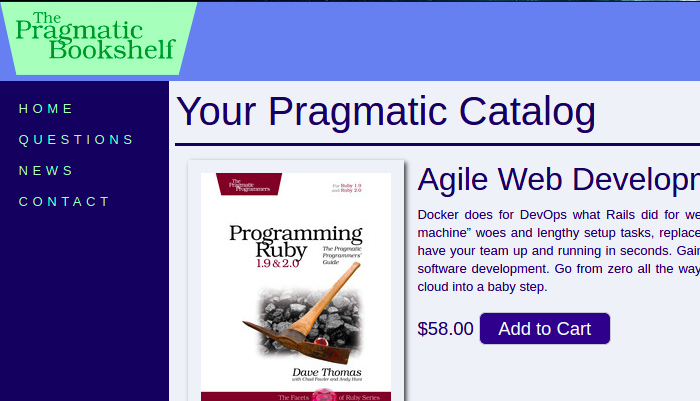 The
Pragmatic
Bookshelf
HOME
QUESTIONS
NEWS
CONTACT
Your Pragmatic Catalog
The
Pragmatic
Programmers
For Ruby 1.9
and Ruby 2.0
Programming
Ruby
1.9 & 2.0
The Pragmatic
Programmers'
Guide
Dave Thomas
with Chad Fowler and Andy Hunt
The Facets of Ruby Series
Agile Web Develop
Docker does for DevOps what Rails did for we
machine” woes and lengthy setup tasks, replace
have your team up and running in seconds. Gain
software development. Go from zero all the way
cloud into a baby step.
$58.00 Add to Cart